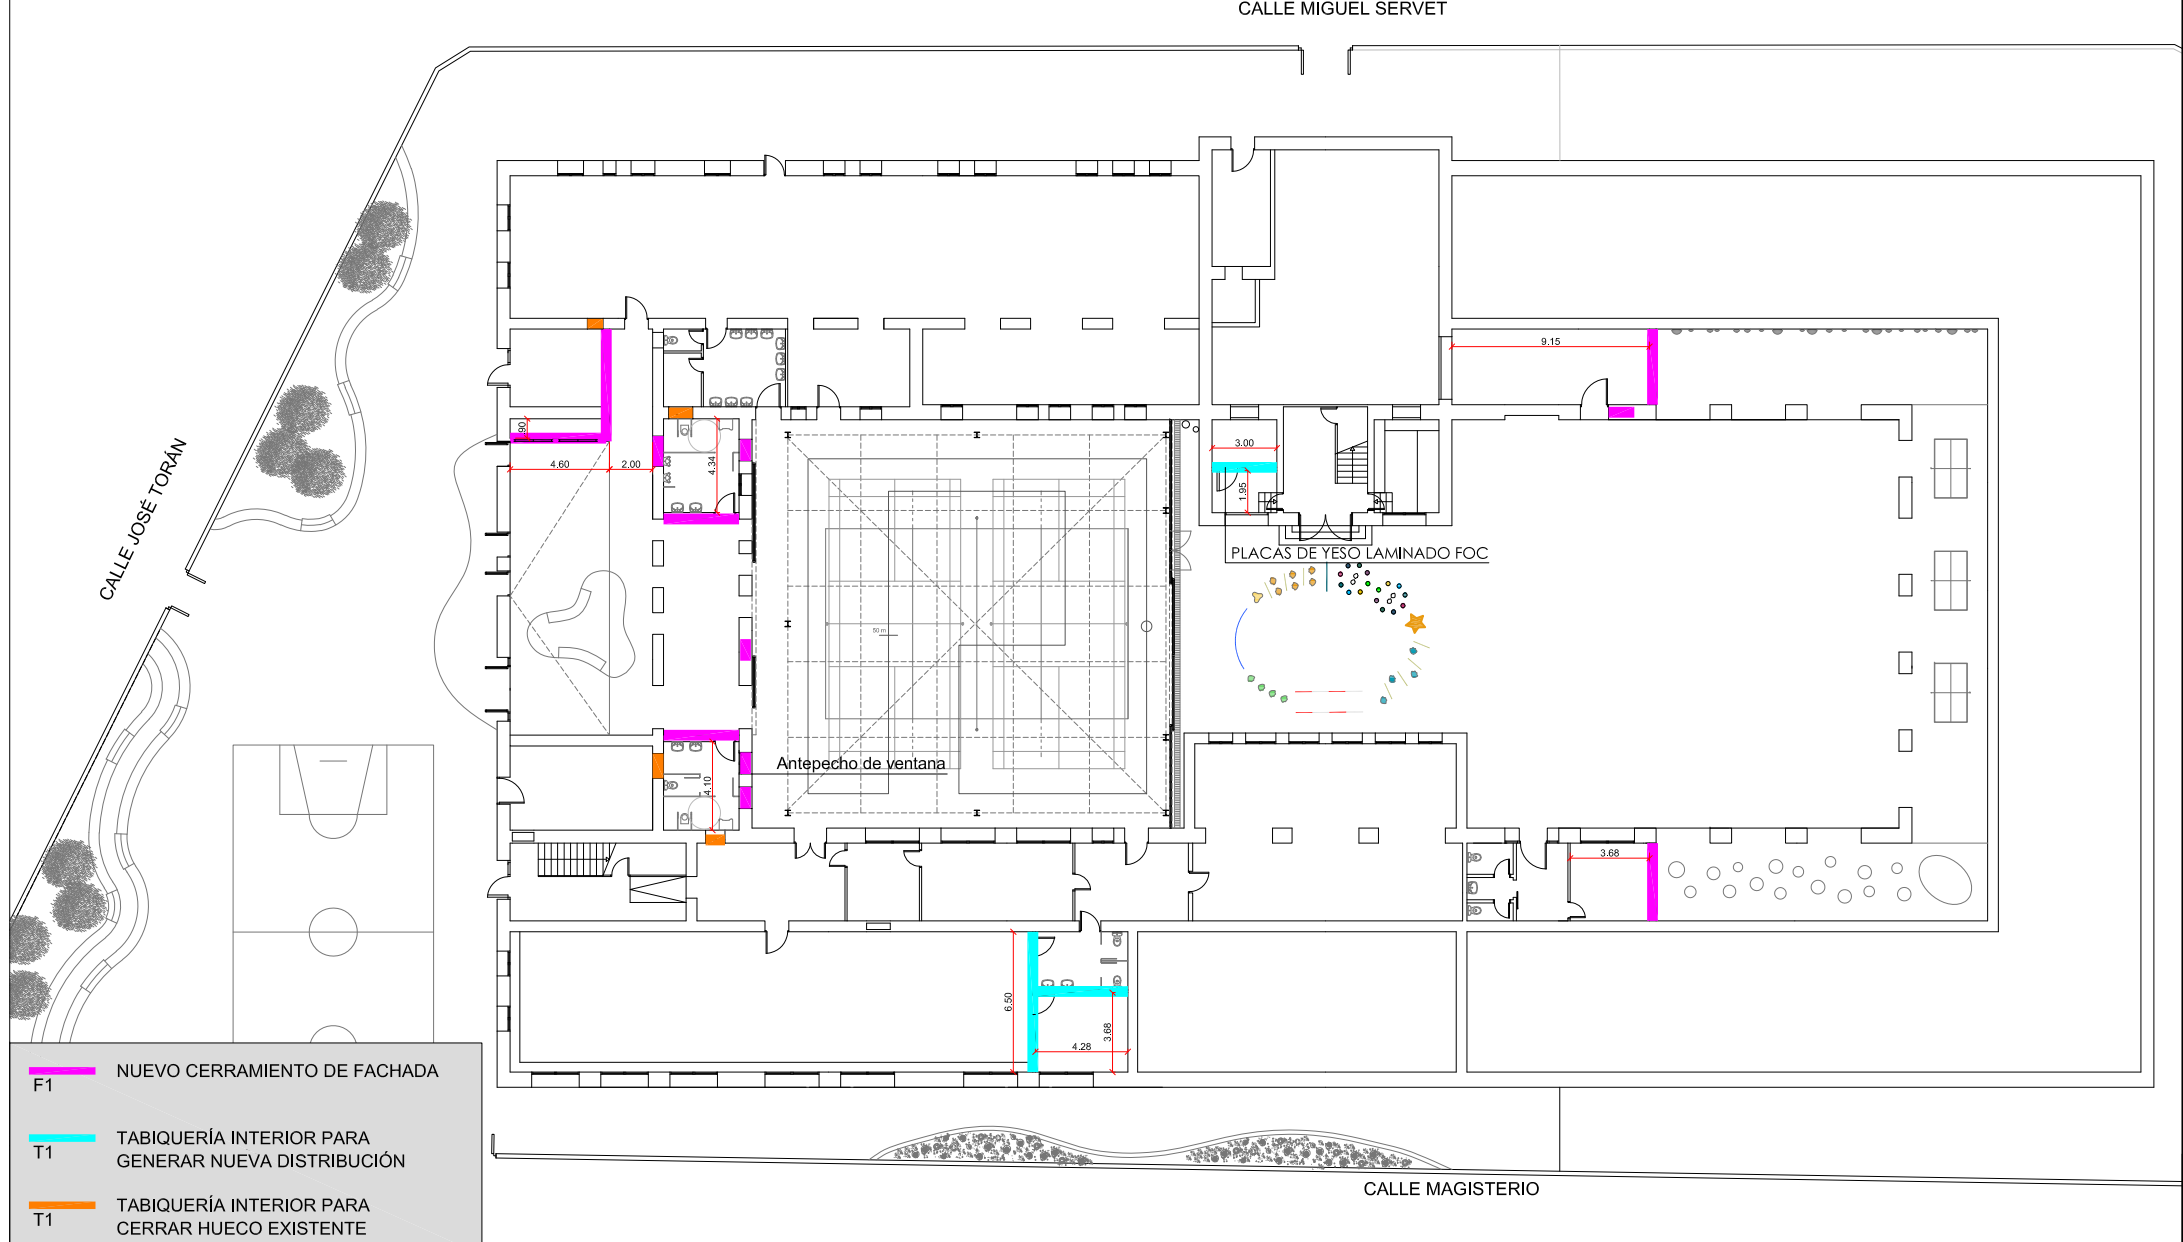 CALLE MIGUEL SERVET
CALLE JOSÉ TORÁN
9.15
.90
4.60
2.00
4.34
3.00
1.95
PLACAS DE YESO LAMINADO FOC
50 m
Antepecho de ventana
4.10
3.68
6.50
3.68
4.28
F1
NUEVO CERRAMIENTO DE FACHADA
T1
TABIQUERÍA INTERIOR PARA
GENERAR NUEVA DISTRIBUCIÓN
T1
TABIQUERÍA INTERIOR PARA
CERRAR HUECO EXISTENTE
CALLE MAGISTERIO